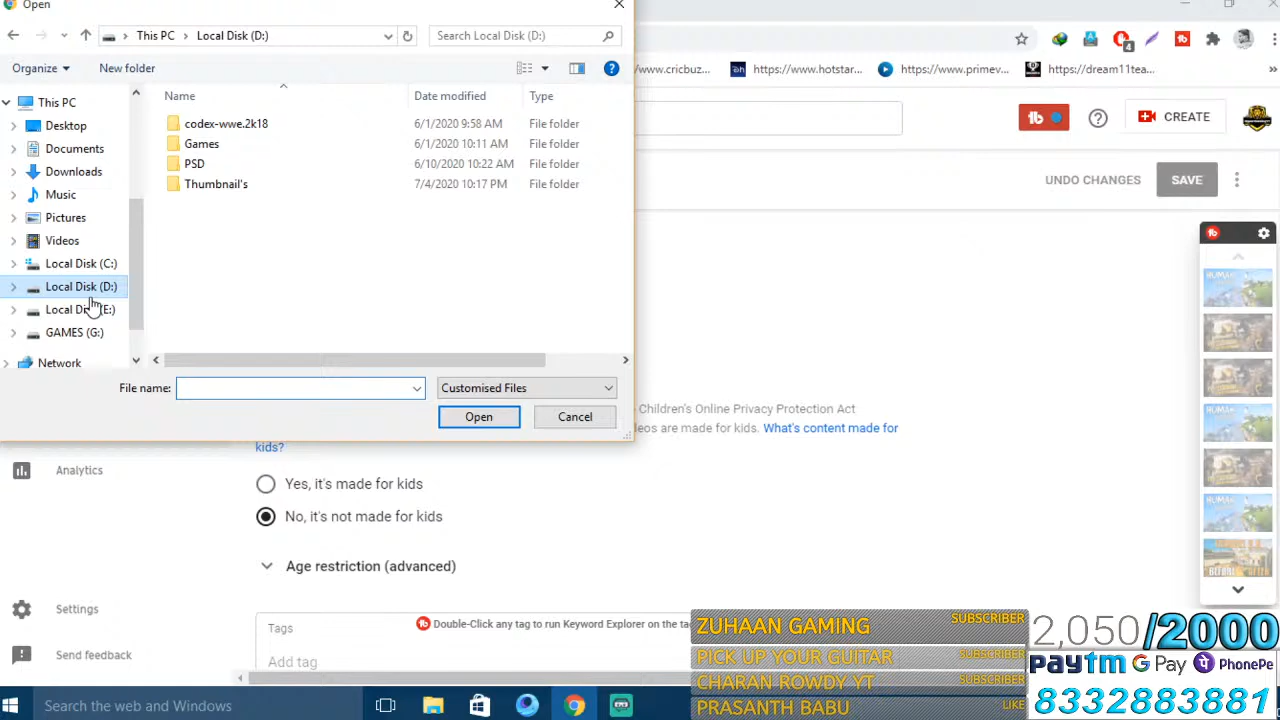 Open
This PC Local Disk (D:)
Search Local Disk (D:)
Organize New folder
This PC
Desktop
Documents
Downloads
Music
Pictures
Videos
Local Disk (C:)
Local Disk (D:)
(E:)
GAMES (G:)
Network
Name Date modified Type
codex-wwe.2k18 6/1/2020 9:58 AM File folder
Games 6/1/2020 10:11 AM File folder
PSD 6/10/2020 10:22 AM File folder
Thumbnail's 7/4/2020 10:17 PM File folder
File name: Customised Files
Open Cancel
/www.cricbuz... https://www.hotstar... https://www.primev... https://dream11tea...
CREATE
UNDO CHANGES SAVE
Children's Online Privacy Protection Act
videos are made for kids. What's content made for
kids?
Yes, it's made for kids
No, it's not made for kids
Age restriction (advanced)
Analytics
Settings
Send feedback
Tags
Double-Click any tag to run Keyword Explorer on the
Add tag
HUMAN
HUMAN
HUMAN
BEFORE AFTER
ZUHAAN GAMING SUBSCRIBER
PICK UP YOUR GUITAR SUBSCRIBER
CHARAN ROWDY YT SUBSCRIBER
PRASANTH BABU LIKE
2,050/2000
paytm G Pay PhonePe
8332883881
Search the web and Windows